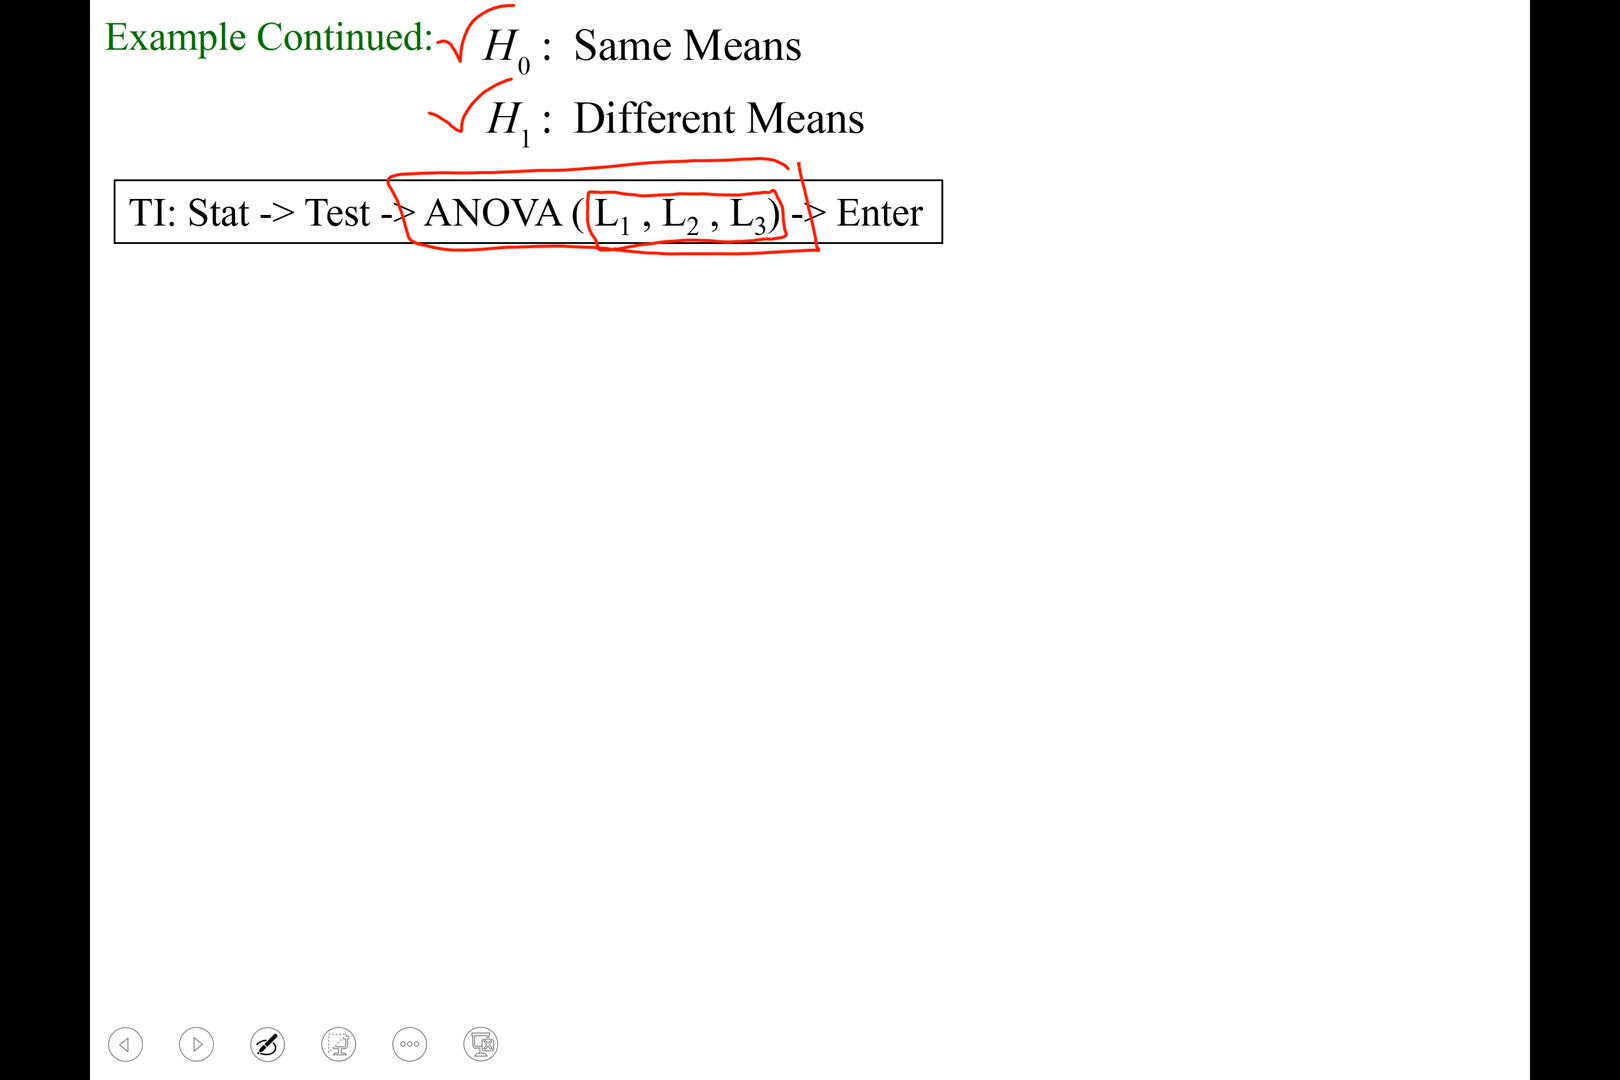 Example Continued: H₀ : Same Means
H₁ : Different Means
TI: Stat -> Test -> ANOVA (L₁ , L₂ , L₃) -> Enter